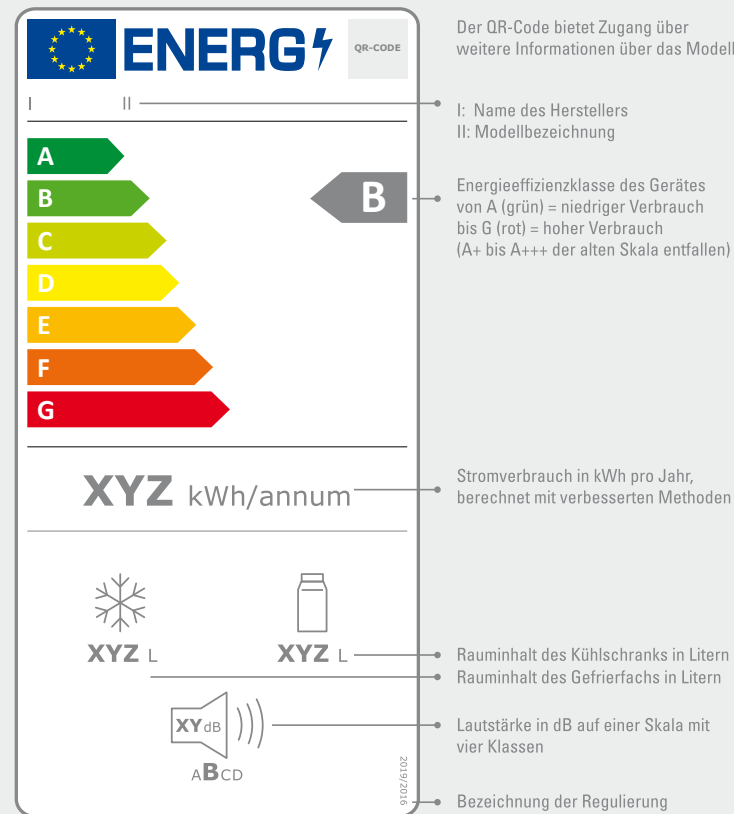 ENERG
QR-CODE
Der QR-Code bietet Zugang über
weitere Informationen über das Modell
I
II
I: Name des Herstellers
II: Modellbezeichnung
A
B
C
D
E
F
G
B
Energieeffizienzklasse des Gerätes
von A (grün) = niedriger Verbrauch
bis G (rot) = hoher Verbrauch
(A+ bis A+++ der alten Skala entfallen)
XYZ kWh/annum
Stromverbrauch in kWh pro Jahr,
berechnet mit verbesserten Methoden
XYZ L
XYZ L
Rauminhalt des Kühlschranks in Litern
Rauminhalt des Gefrierfachs in Litern
XY dB
ABCD
Lautstärke in dB auf einer Skala mit
vier Klassen
2019/2016
Bezeichnung der Regulierung